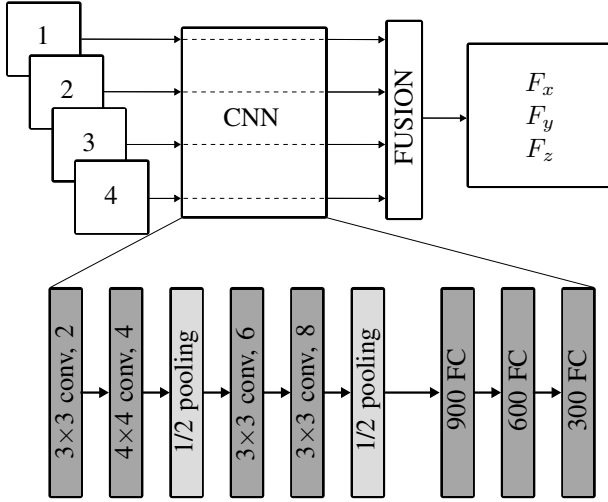 1
2
3
4
CNN
FUSION
F_x
F_y
F_z
3×3 conv, 2
4×4 conv, 4
1/2 pooling
3×3 conv, 6
3×3 conv, 8
1/2 pooling
900 FC
600 FC
300 FC